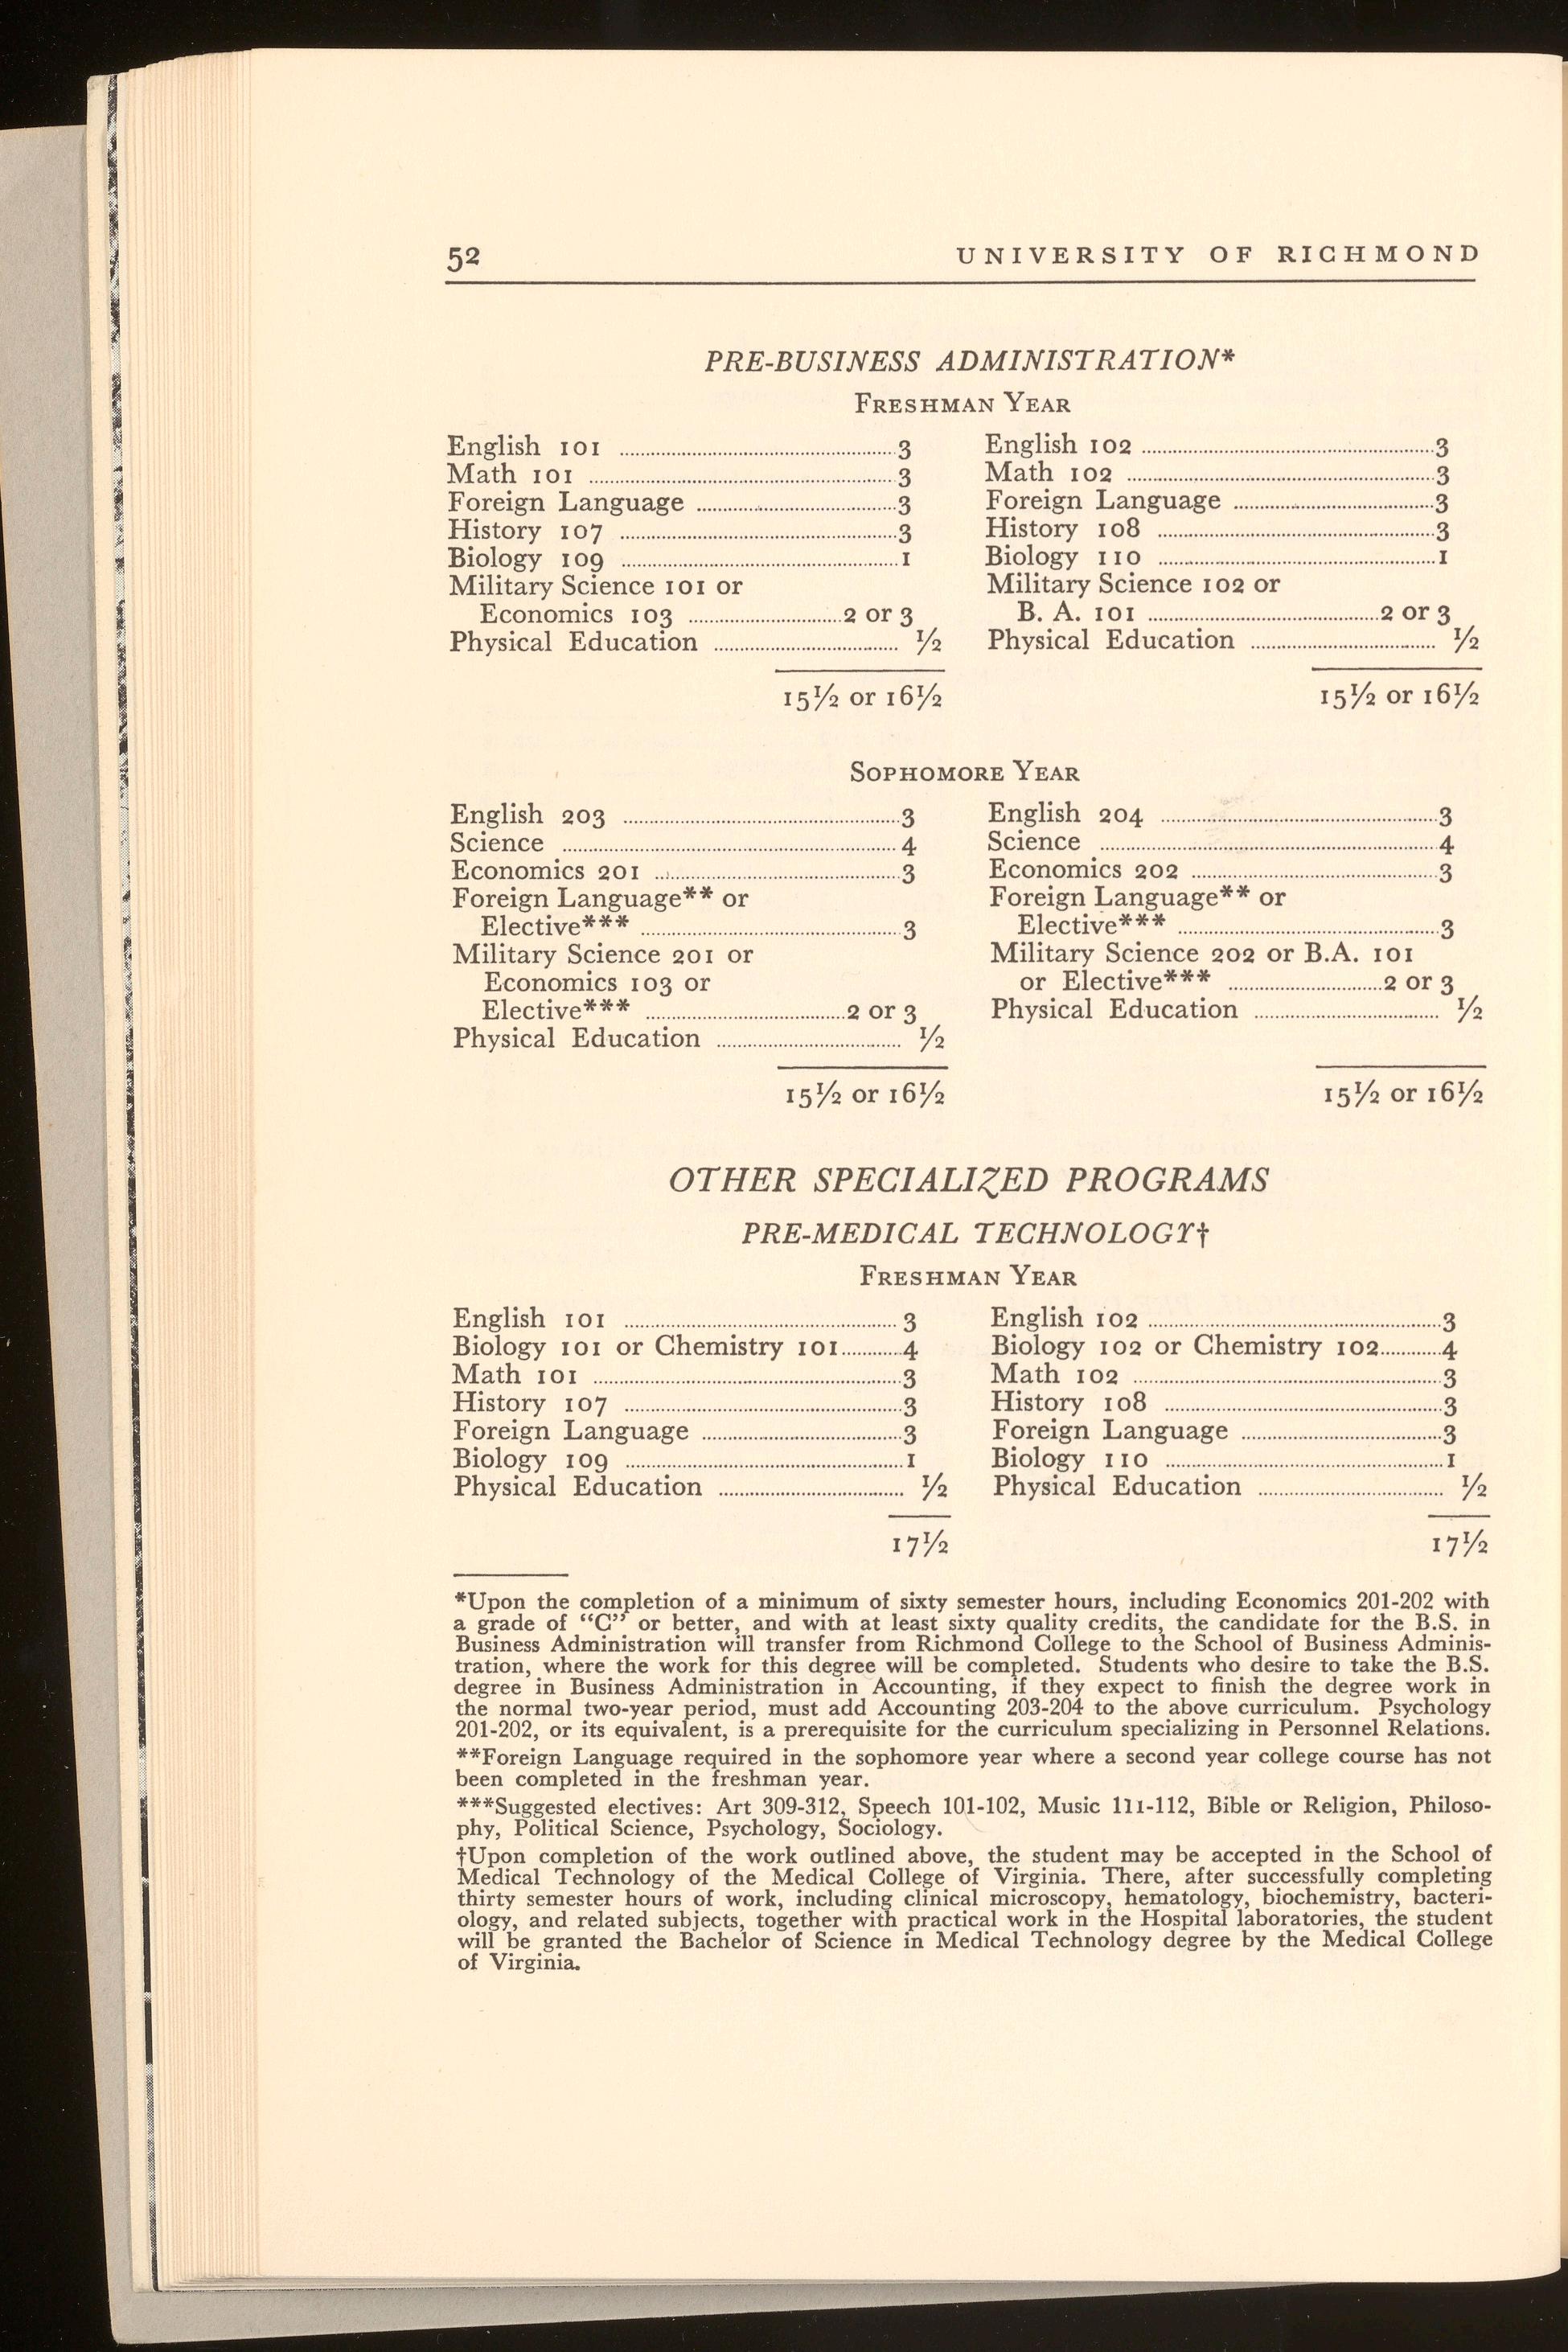 52 UNIVERSITY OF RICHMOND
PRE-BUSINESS ADMINISTRATION*
FRESHMAN YEAR
English 101 ........ 3
Math 101 ........ 3
Foreign Language ........ 3
History 107 ........ 3
Biology 109 ........ 1
Military Science 101 or
Economics 103 ........ 2 or 3
Physical Education ........ ½
15½ or 16½
English 102 ........ 3
Math 102 ........ 3
Foreign Language ........ 3
History 108 ........ 3
Biology 110 ........ 1
Military Science 102 or
B. A. 101 ........ 2 or 3
Physical Education ........ ½
15½ or 16½
SOPHOMORE YEAR
English 203 ........ 3
Science ........ 4
Economics 201 ........ 3
Foreign Language** or
Elective*** ........ 3
Military Science 201 or
Economics 103 or
Elective*** ........ 2 or 3
Physical Education ........ ½
15½ or 16½
English 204 ........ 3
Science ........ 4
Economics 202 ........ 3
Foreign Language** or
Elective*** ........ 3
Military Science 202 or B.A. 101
or Elective*** ........ 2 or 3
Physical Education ........ ½
15½ or 16½
OTHER SPECIALIZED PROGRAMS
PRE-MEDICAL TECHNOLOGY†
FRESHMAN YEAR
English 101 ........ 3
Biology 101 or Chemistry 101 ........ 4
Math 101 ........ 3
History 107 ........ 3
Foreign Language ........ 3
Biology 109 ........ 1
Physical Education ........ ½
17½
English 102 ........ 3
Biology 102 or Chemistry 102 ........ 4
Math 102 ........ 3
History 108 ........ 3
Foreign Language ........ 3
Biology 110 ........ 1
Physical Education ........ ½
17½
*Upon the completion of a minimum of sixty semester hours, including Economics 201-202 with
a grade of “C” or better, and with at least sixty quality credits, the candidate for the B.S. in
Business Administration will transfer from Richmond College to the School of Business Adminis-
tration, where the work for this degree will be completed. Students who desire to take the B.S.
degree in Business Administration in Accounting, if they expect to finish the degree work in
the normal two-year period, must add Accounting 203-204 to the above curriculum. Psychology
201-202, or its equivalent, is a prerequisite for the curriculum specializing in Personnel Relations.
**Foreign Language required in the sophomore year where a second year college course has not
been completed in the freshman year.
***Suggested electives: Art 309-312, Speech 101-102, Music 111-112, Bible or Religion, Philoso-
phy, Political Science, Psychology, Sociology.
†Upon completion of the work outlined above, the student may be accepted in the School of
Medical Technology of the Medical College of Virginia. There, after successfully completing
thirty semester hours of work, including clinical microscopy, hematology, biochemistry, bacteri-
ology, and related subjects, together with practical work in the Hospital laboratories, the student
will be granted the Bachelor of Science in Medical Technology degree by the Medical College
of Virginia.